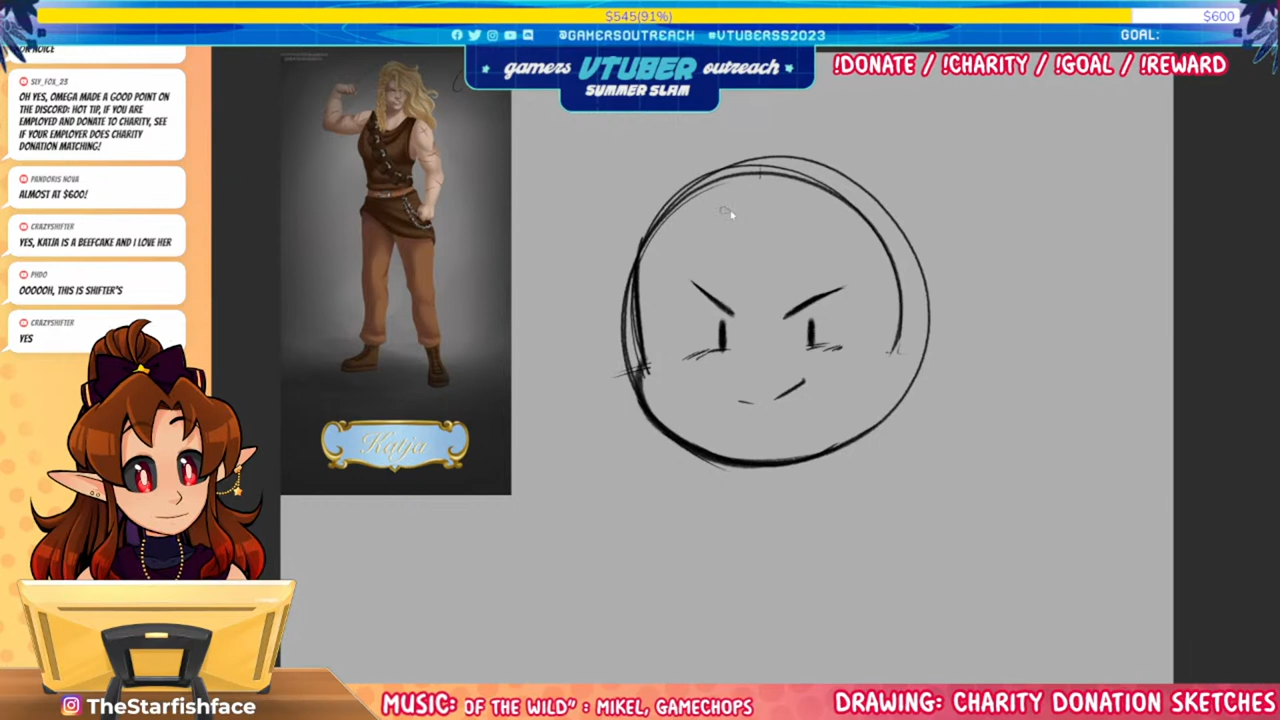 $545(91%)
$600
@GAMERSOUTREACH
#VTUBERSS2023
GOAL:
gamers VTUBER outreach
SUMMER SLAM
!DONATE / !CHARITY / !GOAL / !REWARD
SLY_FOX_23
OH YES, OMEGA MADE A GOOD POINT ON
THE DISCORD: HOT TIP, IF YOU ARE
EMPLOYED AND DONATE TO CHARITY, SEE
IF YOUR EMPLOYER DOES CHARITY
DONATION MATCHING!
PANDORIS NOVA
ALMOST AT $600!
CRAZYSHIFTER
YES, KATJA IS A BEEFCAKE AND I LOVE HER
PHDO
OOOOOH, THIS IS SHIFTER'S
CRAZYSHIFTER
YES
Katja
TheStarfishface
MUSIC: OF THE WILD" : MIKEL, GAMECHOPS
DRAWING: CHARITY DONATION SKETCHES